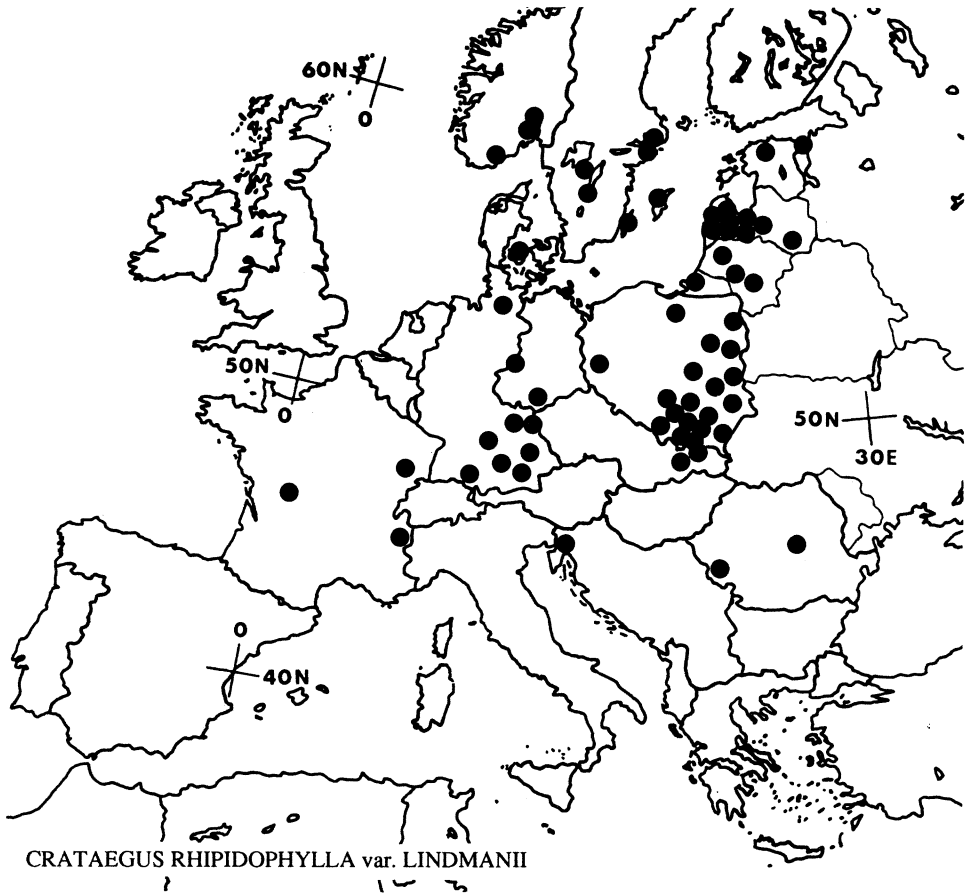 60N
0
50N
0
50N
30E
0
40N
CRATAEGUS RHIPIDOPHYLLA var. LINDMANII